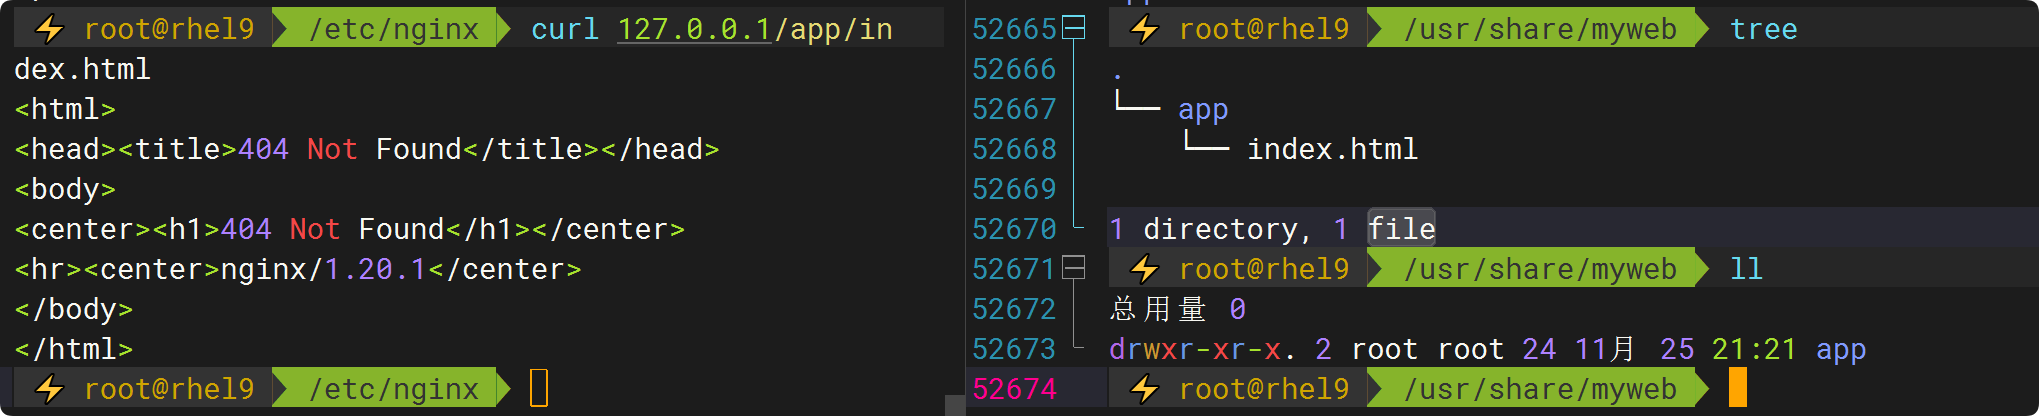 root@rhel9 /etc/nginx curl 127.0.0.1/app/in
dex.html
<html>
<head><title>404 Not Found</title></head>
<body>
<center><h1>404 Not Found</h1></center>
<hr><center>nginx/1.20.1</center>
</body>
</html>
root@rhel9 /etc/nginx
52665 root@rhel9 /usr/share/myweb tree
52666 .
52667 └── app
52668 └── index.html
52669
52670 1 directory, 1 file
52671 root@rhel9 /usr/share/myweb ll
52672 总用量 0
52673 drwxr-xr-x. 2 root root 24 11月 25 21:21 app
52674 root@rhel9 /usr/share/myweb